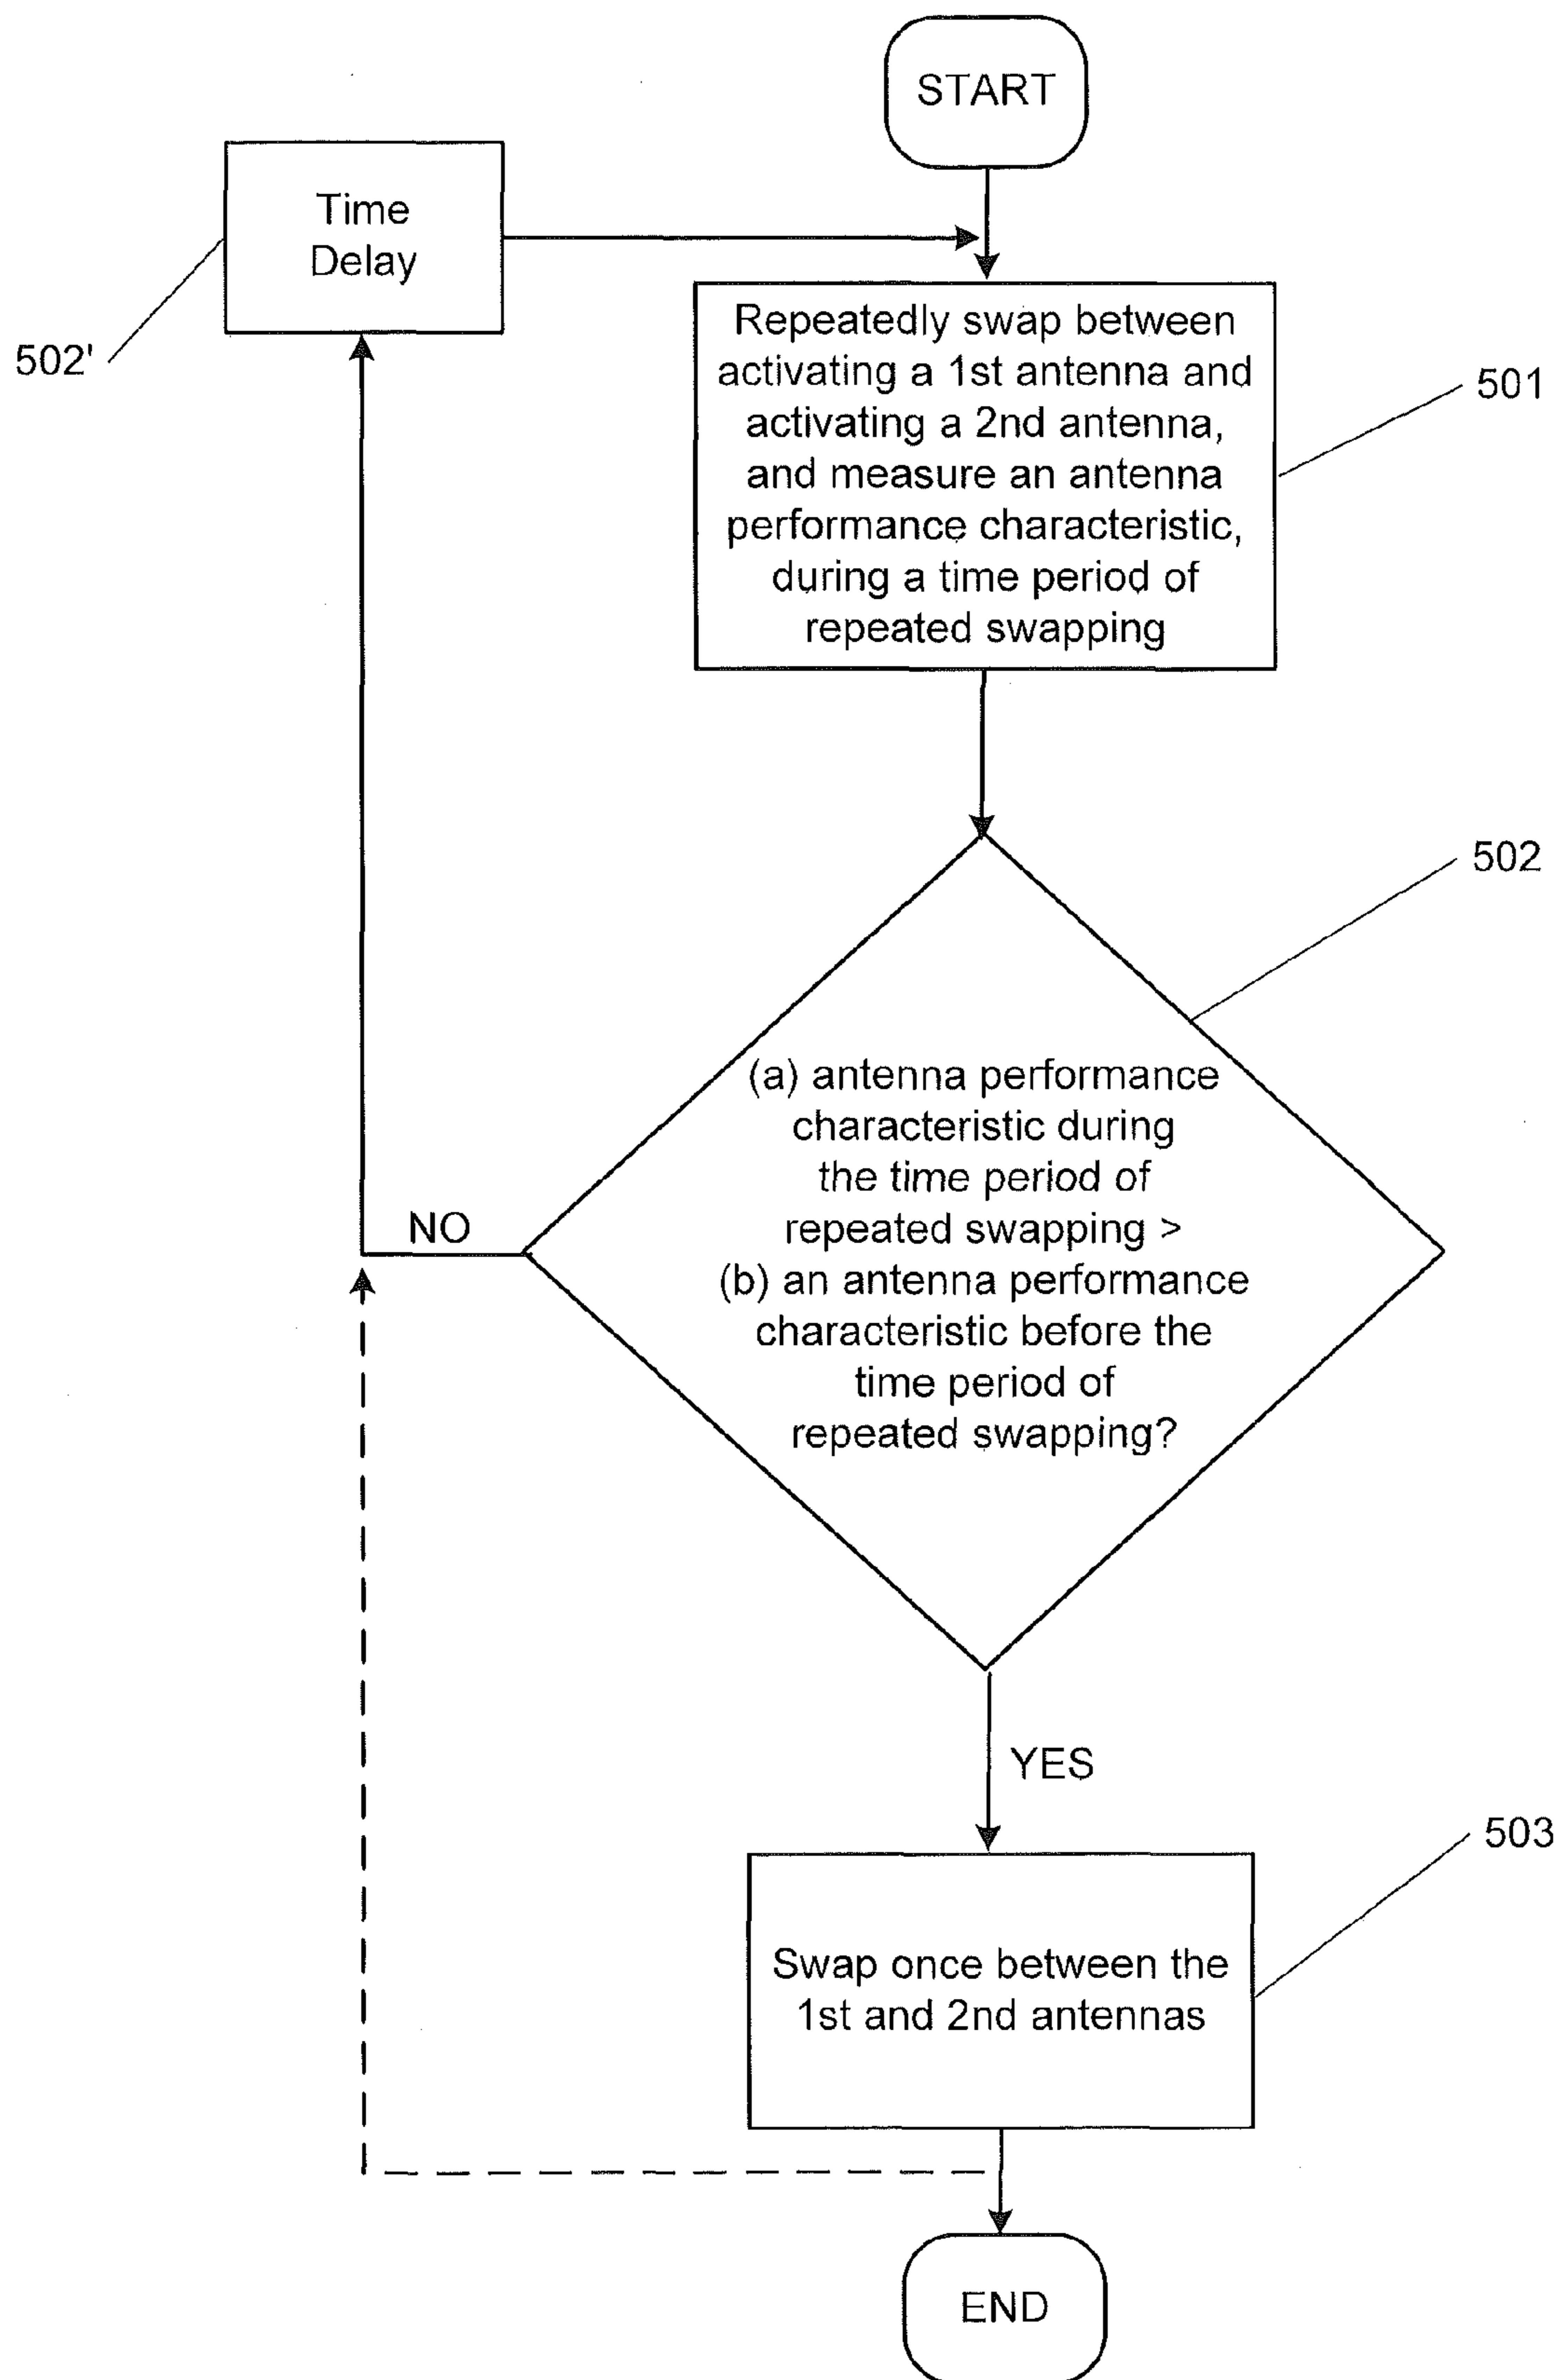 START
Time
Delay
502'
Repeatedly swap between
activating a 1st antenna and
activating a 2nd antenna,
and measure an antenna
performance characteristic,
during a time period of
repeated swapping
501
502
(a) antenna performance
characteristic during
the time period of
repeated swapping >
(b) an antenna performance
characteristic before the
time period of
repeated swapping?
NO
YES
503
Swap once between the
1st and 2nd antennas
END